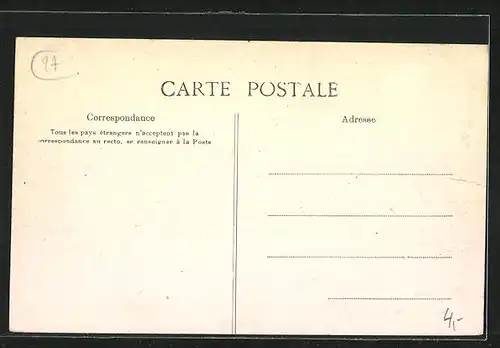 97
CARTE POSTALE
Correspondance
Tous les pays étrangers n'acceptent pas la
correspondance au recto, se renseigner à la Poste
Adresse
4,-